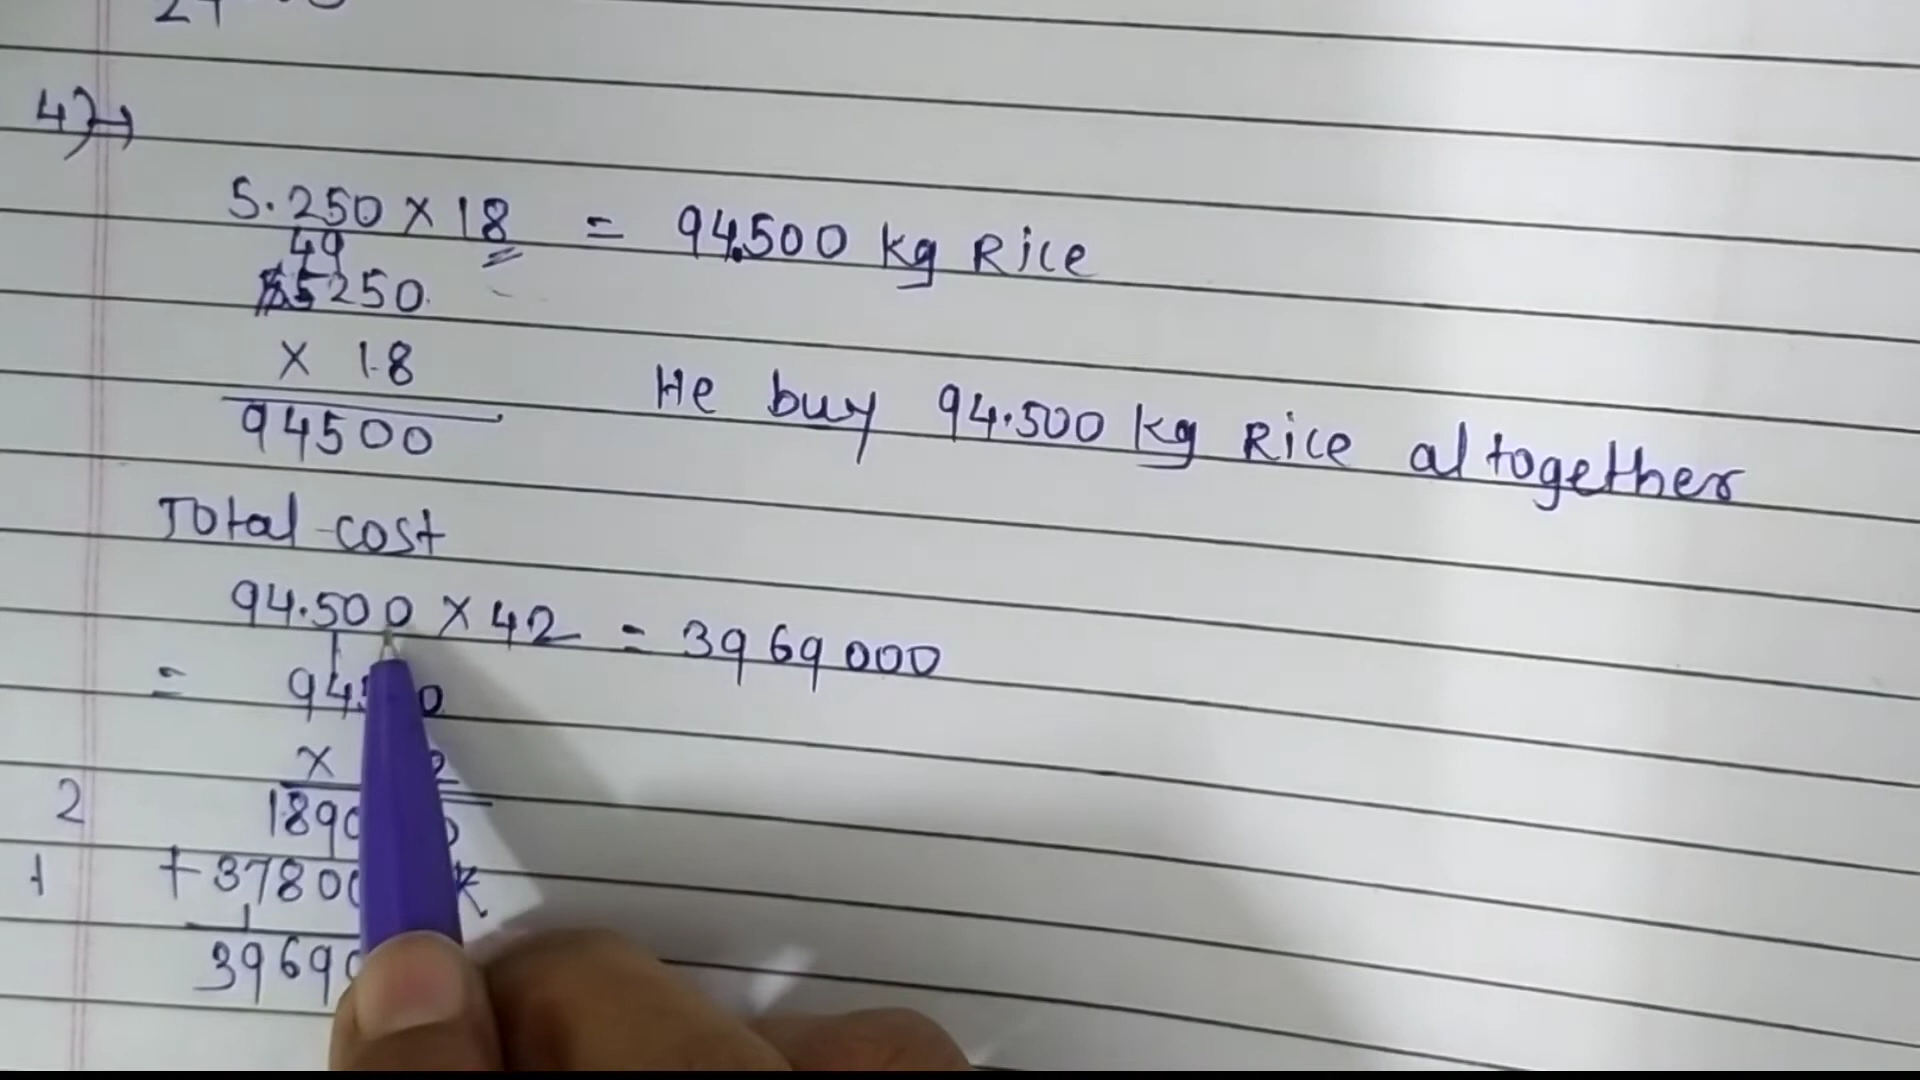 4)→
5.250 × 18 = 94.500 kg Rice
49
5250
× 18
94500
He buy 94.500 kg Rice altogether
Total cost
94.500 × 42 = 3969000
=
×
2
1
+